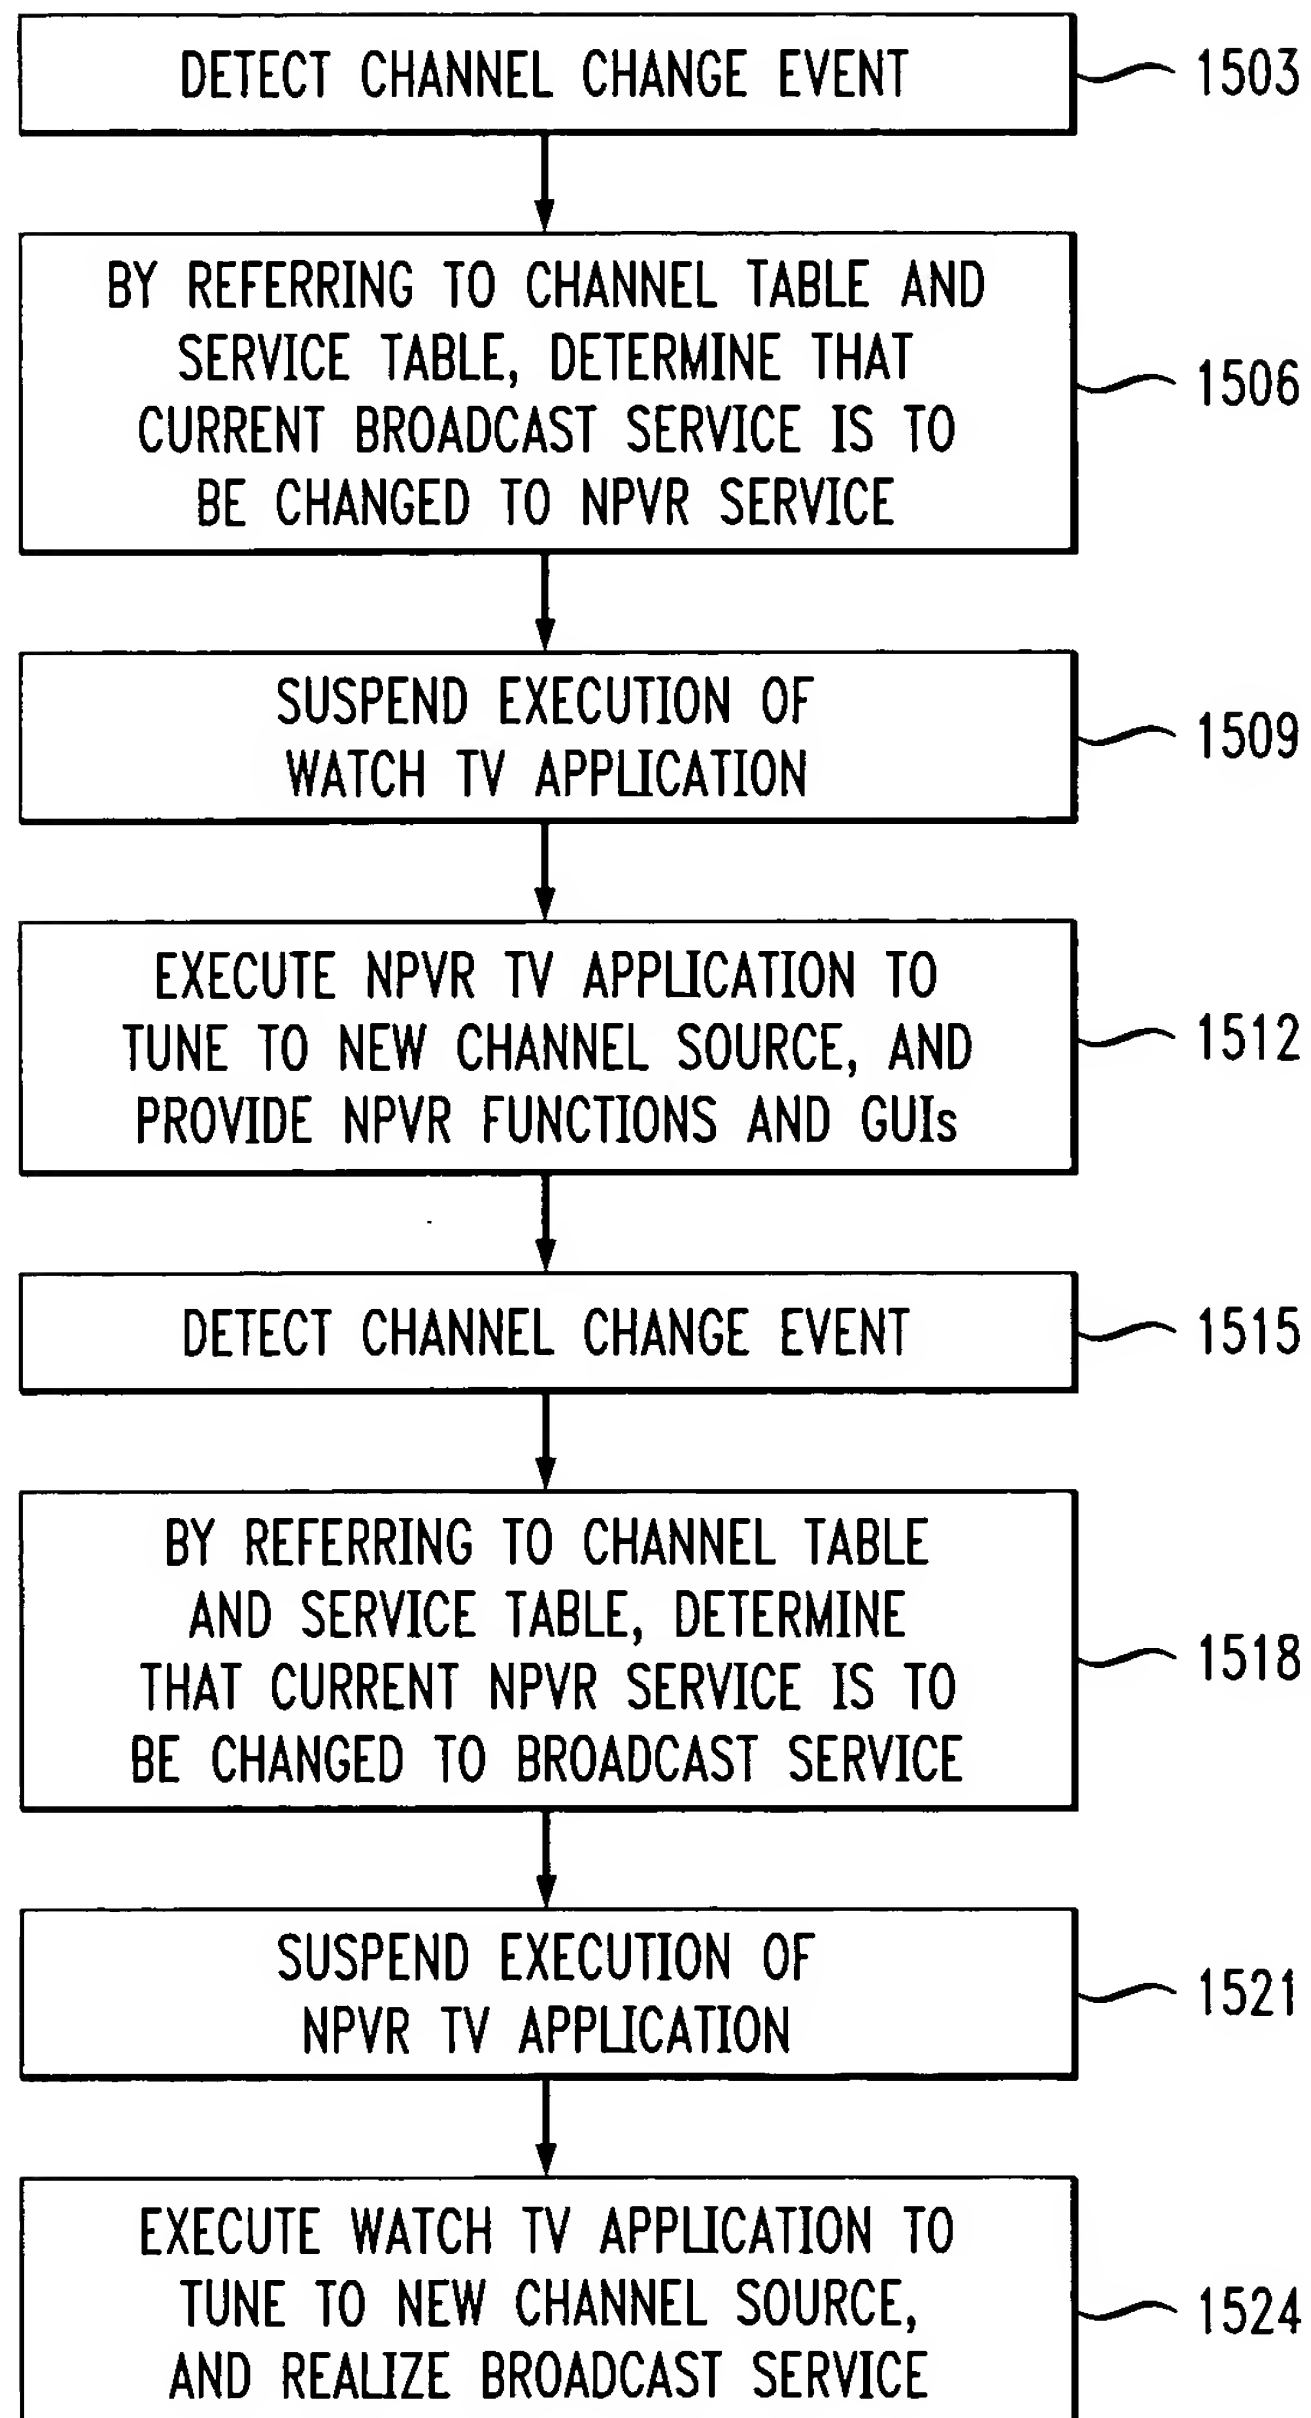 DETECT CHANNEL CHANGE EVENT
1503
BY REFERRING TO CHANNEL TABLE AND
SERVICE TABLE, DETERMINE THAT
CURRENT BROADCAST SERVICE IS TO
BE CHANGED TO NPVR SERVICE
1506
SUSPEND EXECUTION OF
WATCH TV APPLICATION
1509
EXECUTE NPVR TV APPLICATION TO
TUNE TO NEW CHANNEL SOURCE, AND
PROVIDE NPVR FUNCTIONS AND GUIs
1512
DETECT CHANNEL CHANGE EVENT
1515
BY REFERRING TO CHANNEL TABLE
AND SERVICE TABLE, DETERMINE
THAT CURRENT NPVR SERVICE IS TO
BE CHANGED TO BROADCAST SERVICE
1518
SUSPEND EXECUTION OF
NPVR TV APPLICATION
1521
EXECUTE WATCH TV APPLICATION TO
TUNE TO NEW CHANNEL SOURCE,
AND REALIZE BROADCAST SERVICE
1524